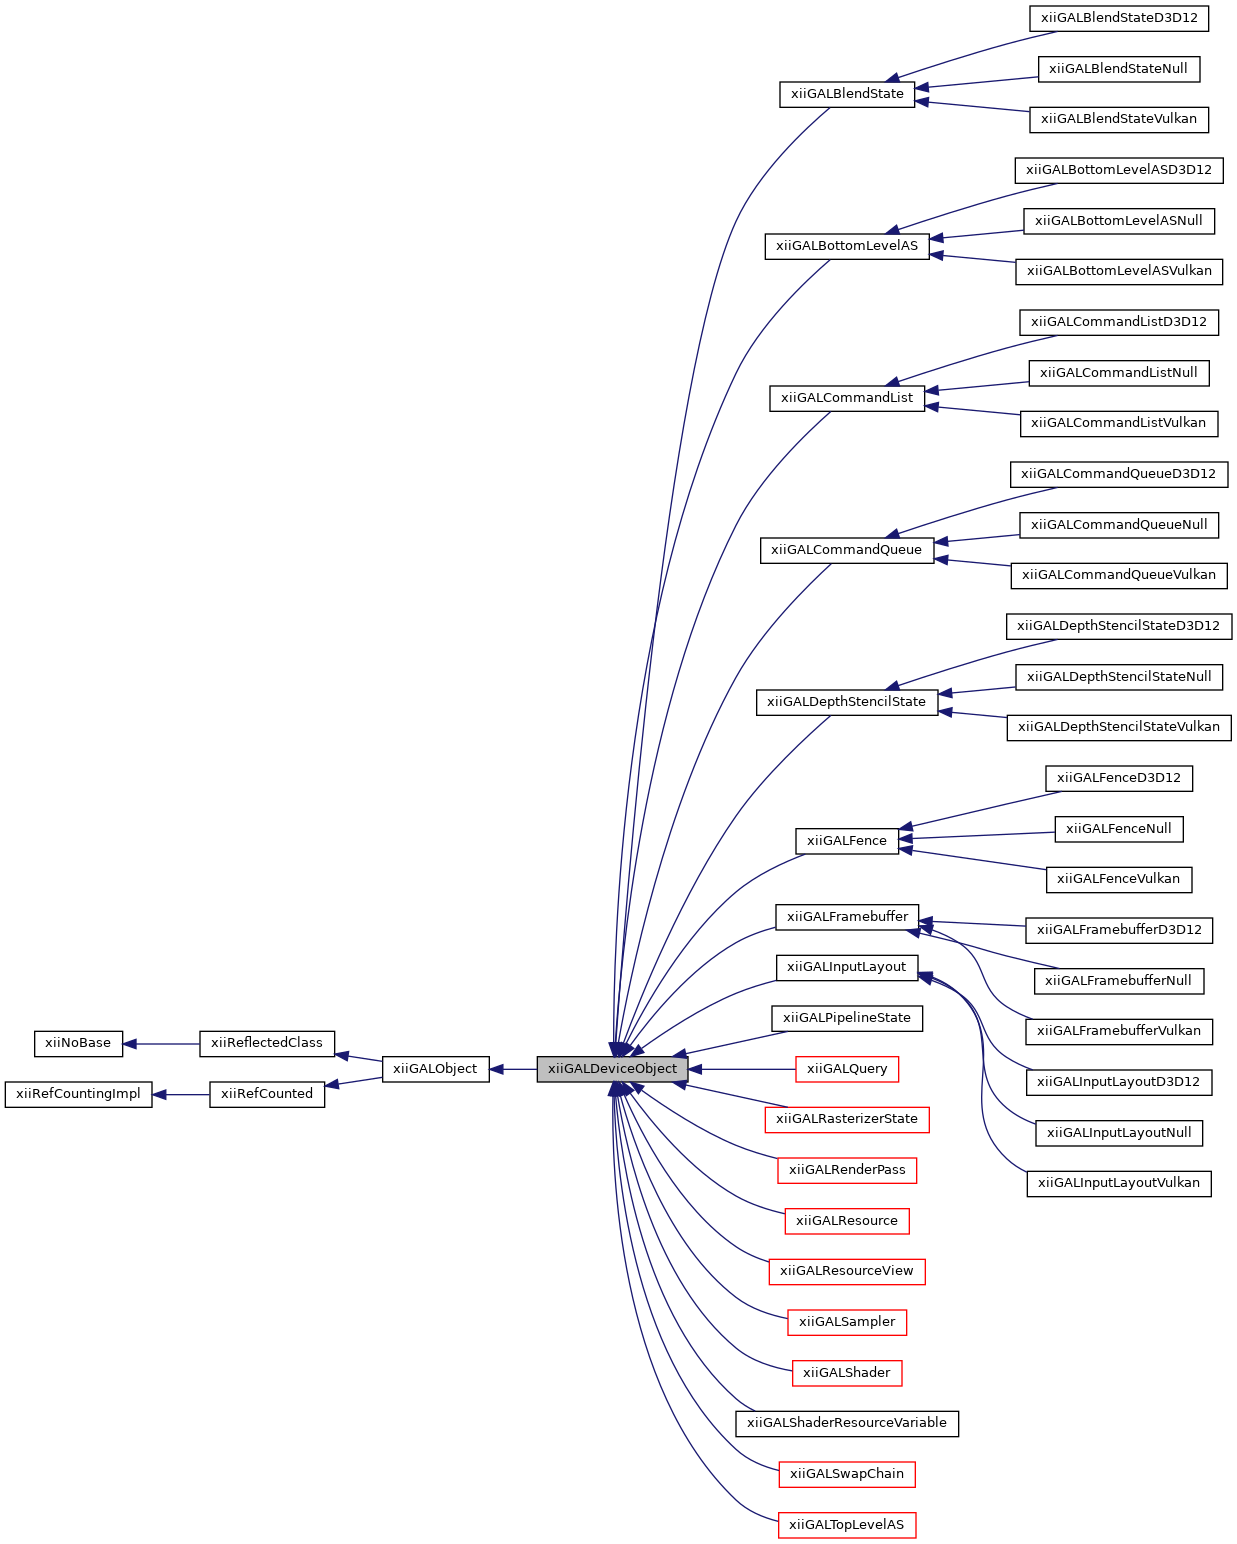 xiiGALBlendStateD3D12
xiiGALBlendStateNull
xiiGALBlendState
xiiGALBlendStateVulkan
xiiGALBottomLevelASD3D12
xiiGALBottomLevelASNull
xiiGALBottomLevelAS
xiiGALBottomLevelASVulkan
xiiGALCommandListD3D12
xiiGALCommandListNull
xiiGALCommandList
xiiGALCommandListVulkan
xiiGALCommandQueueD3D12
xiiGALCommandQueueNull
xiiGALCommandQueue
xiiGALCommandQueueVulkan
xiiGALDepthStencilStateD3D12
xiiGALDepthStencilStateNull
xiiGALDepthStencilState
xiiGALDepthStencilStateVulkan
xiiGALFenceD3D12
xiiGALFenceNull
xiiGALFence
xiiGALFenceVulkan
xiiGALFramebuffer
xiiGALFramebufferD3D12
xiiGALInputLayout
xiiGALFramebufferNull
xiiGALPipelineState
xiiGALFramebufferVulkan
xiiNoBase
xiiReflectedClass
xiiGALObject
xiiGALDeviceObject
xiiGALQuery
xiiGALInputLayoutD3D12
xiiRefCountingImpl
xiiRefCounted
xiiGALRasterizerState
xiiGALInputLayoutNull
xiiGALRenderPass
xiiGALInputLayoutVulkan
xiiGALResource
xiiGALResourceView
xiiGALSampler
xiiGALShader
xiiGALShaderResourceVariable
xiiGALSwapChain
xiiGALTopLevelAS